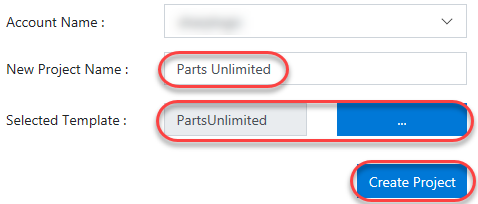 Account Name :
New Project Name : Parts Unlimited
Selected Template : PartsUnlimited ...
Create Project